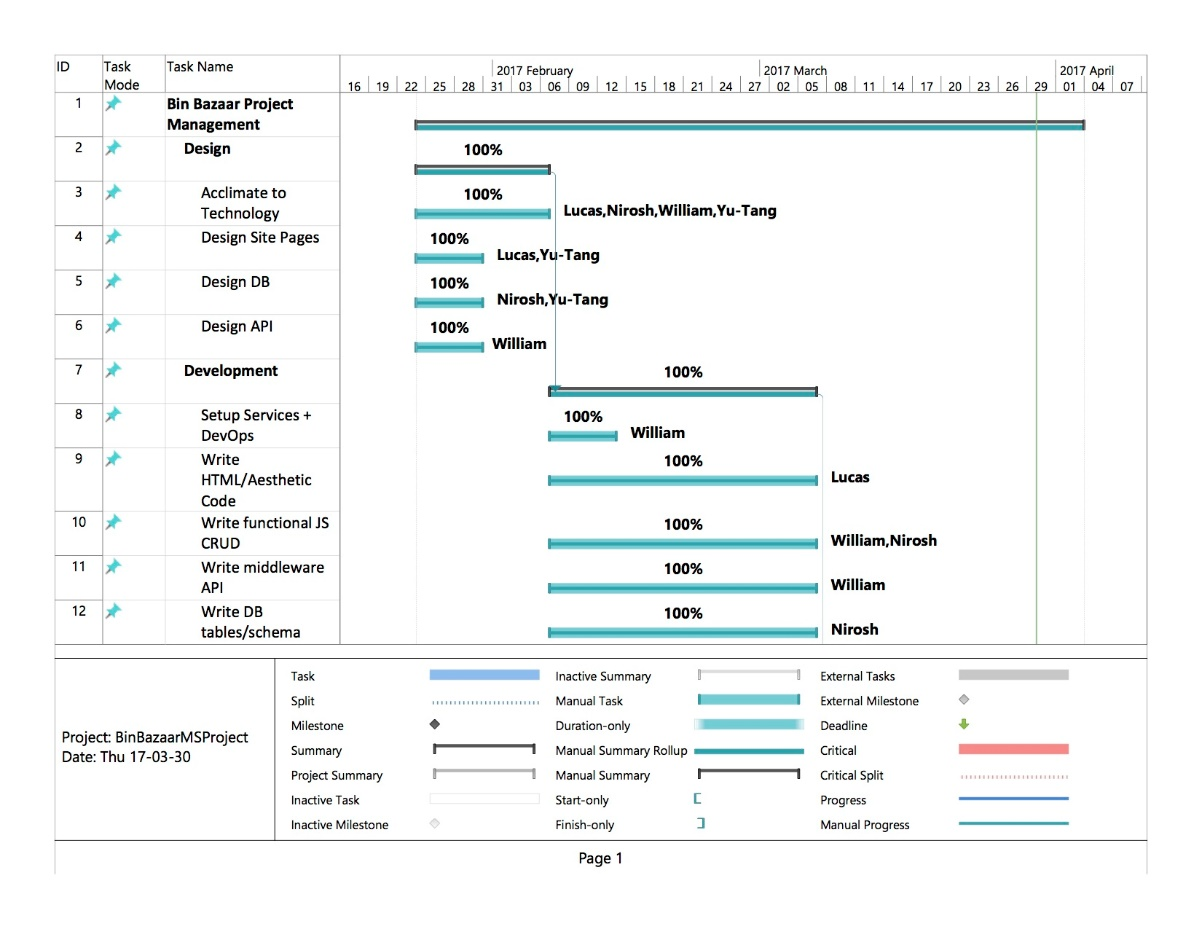 ID Task Mode Task Name
2017 February 2017 March 2017 April
16 19 22 25 28 31 03 06 09 12 15 18 21 24 27 02 05 08 11 14 17 20 23 26 29 01 04 07
1 Bin Bazaar Project
Management
2 Design 100%
3 Acclimate to 100%
Technology Lucas,Nirosh,William,Yu-Tang
4 Design Site Pages 100%
Lucas,Yu-Tang
5 Design DB 100%
Nirosh,Yu-Tang
6 Design API 100%
William
7 Development 100%
8 Setup Services + 100%
DevOps William
9 Write 100%
HTML/Aesthetic Lucas
Code
10 Write functional JS 100%
CRUD William,Nirosh
11 Write middleware 100%
API William
12 Write DB 100%
tables/schema Nirosh
Project: BinBazaarMSProject
Date: Thu 17-03-30
Task Inactive Summary External Tasks
Split Manual Task External Milestone
Milestone Duration-only Deadline
Summary Manual Summary Rollup Critical
Project Summary Manual Summary Critical Split
Inactive Task Start-only Progress
Inactive Milestone Finish-only Manual Progress
Page 1